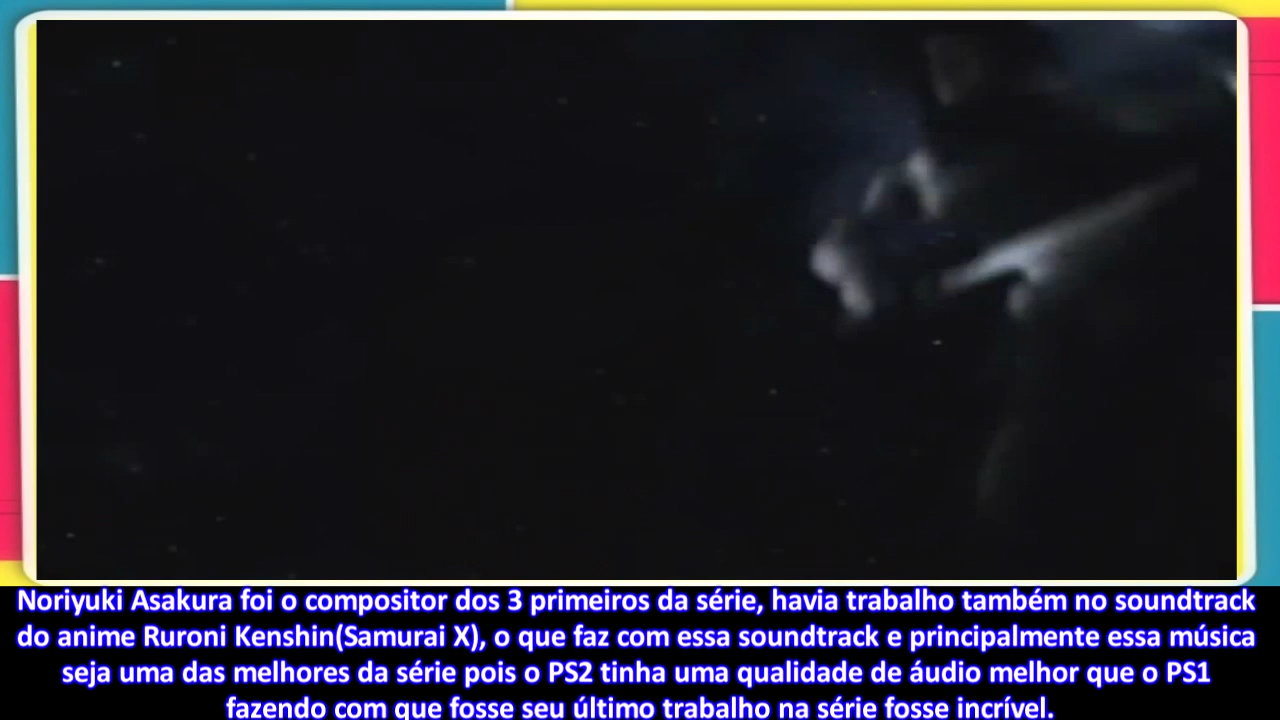 Noriyuki Asakura foi o compositor dos 3 primeiros da série, havia trabalho também no soundtrack
do anime Ruroni Kenshin(Samurai X), o que faz com essa soundtrack e principalmente essa música
seja uma das melhores da série pois o PS2 tinha uma qualidade de áudio melhor que o PS1
fazendo com que fosse seu último trabalho na série fosse incrível.